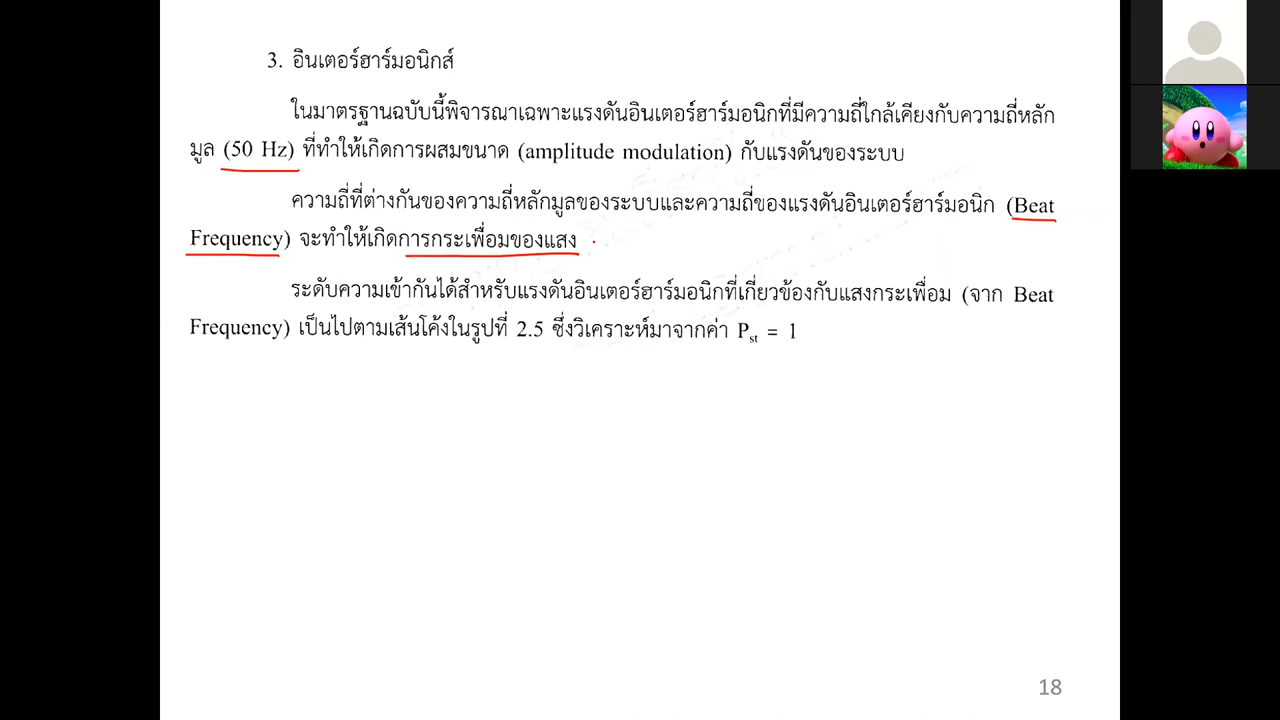 3. อินเตอร์ฮาร์มอนิกส์
ในมาตรฐานฉบับนี้พิจารณาเฉพาะแรงดันอินเตอร์ฮาร์มอนิกที่มีความถี่ใกล้เคียงกับความถี่หลัก
มูล (50 Hz) ที่ทำให้เกิดการผสมขนาด (amplitude modulation) กับแรงดันของระบบ
ความถี่ที่ต่างกันของความถี่หลักมูลของระบบและความถี่ของแรงดันอินเตอร์ฮาร์มอนิก (Beat
Frequency) จะทำให้เกิดการกระเพื่อมของแสง
ระดับความเข้ากันได้สำหรับแรงดันอินเตอร์ฮาร์มอนิกที่เกี่ยวข้องกับแสงกระเพื่อม (จาก Beat
Frequency) เป็นไปตามเส้นโค้งในรูปที่ 2.5 ซึ่งวิเคราะห์มาจากค่า Pst = 1
18